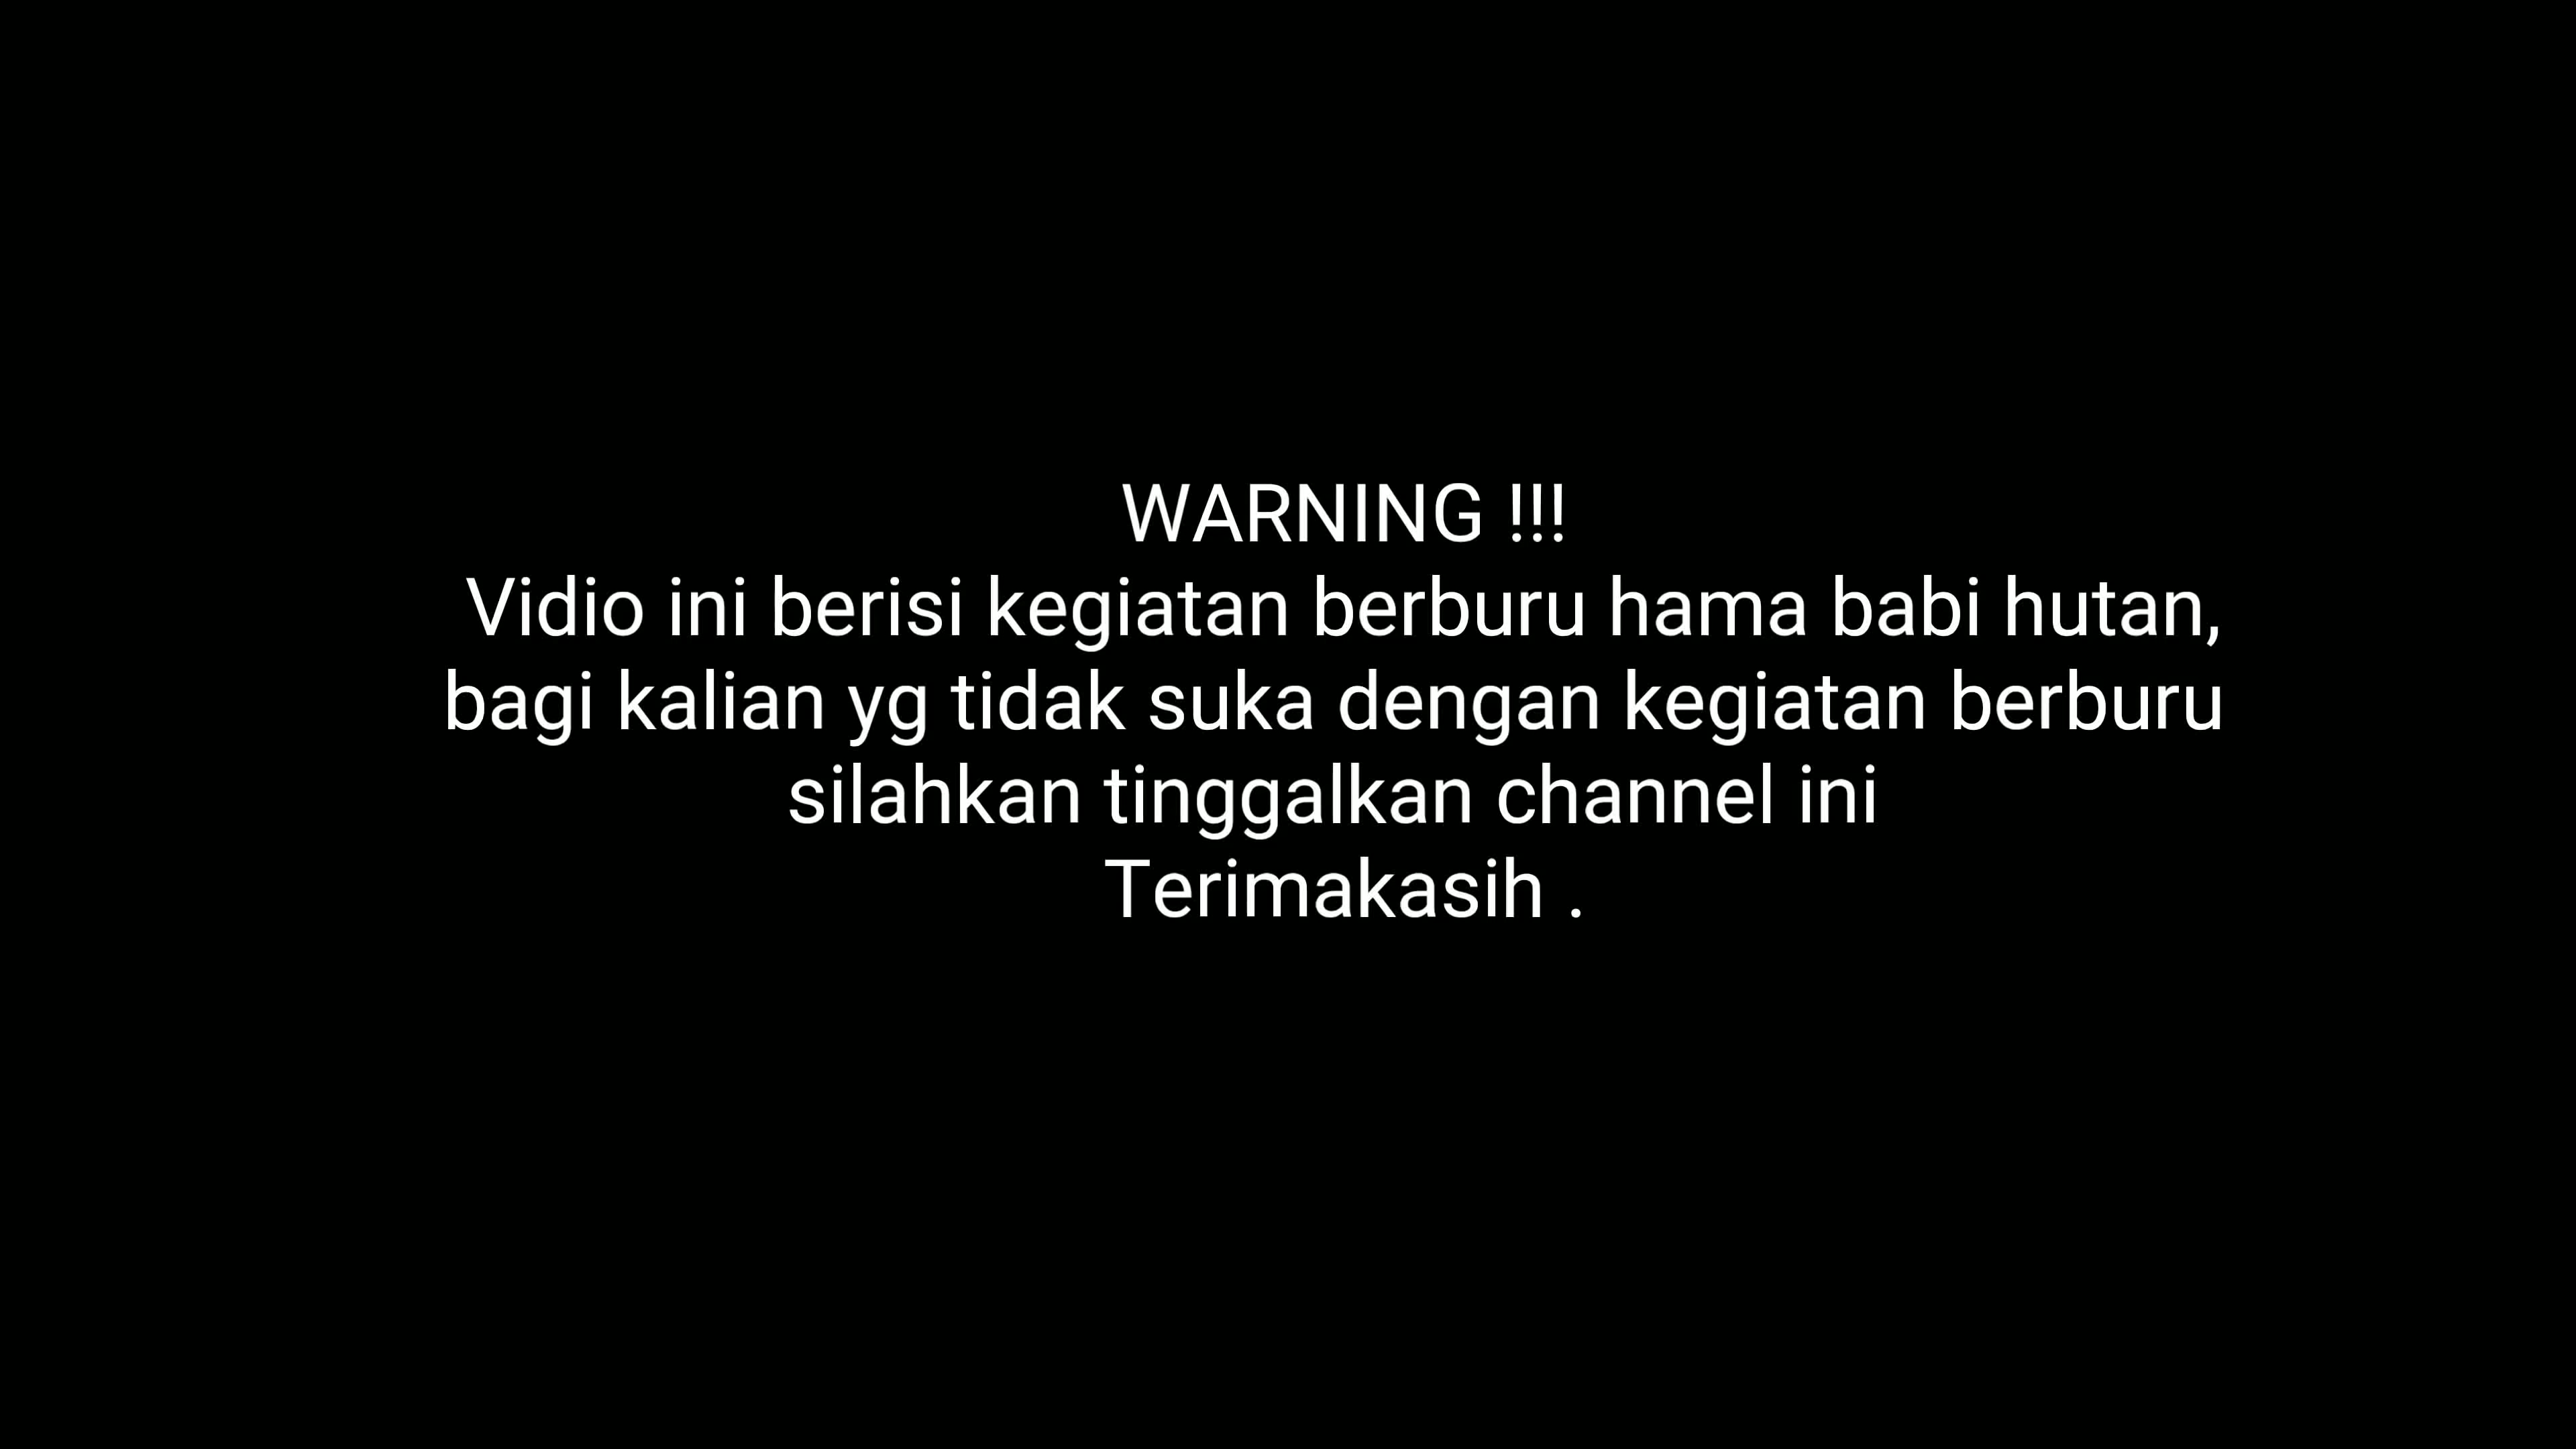 WARNING !!!
Vidio ini berisi kegiatan berburu hama babi hutan,
bagi kalian yg tidak suka dengan kegiatan berburu
silahkan tinggalkan channel ini
Terimakasih .